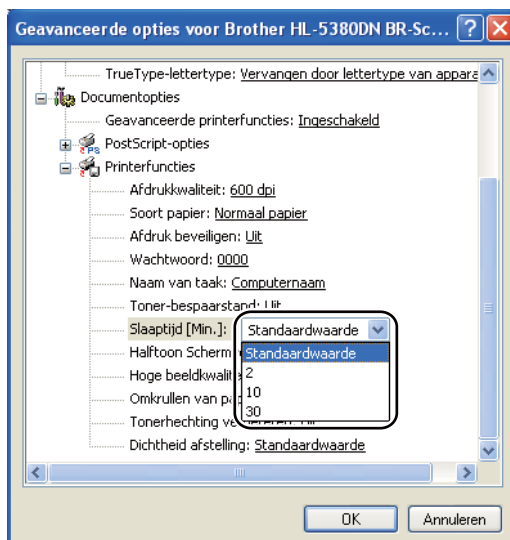 Geavanceerde opties voor Brother HL-5380DN BR-Sc...
TrueType-lettertype: Vervangen door lettertype van appara
Documentopties
Geavanceerde printerfuncties: Ingeschakeld
PostScript-opties
Printerfuncties
Afdrukkwaliteit: 600 dpi
Soort papier: Normaal papier
Afdruk beveiligen: Uit
Wachtwoord: 0000
Naam van taak: Computernaam
Toner-bespaarstand: Uit
Slaaptijd [Min.]: Standaardwaarde
Halftoon Scherm
Standaardwaarde
Hoge beeldkwalit
2
Omkrullen van
10
30
Tonerhechting
Dichtheid afstelling: Standaardwaarde
OK
Annuleren